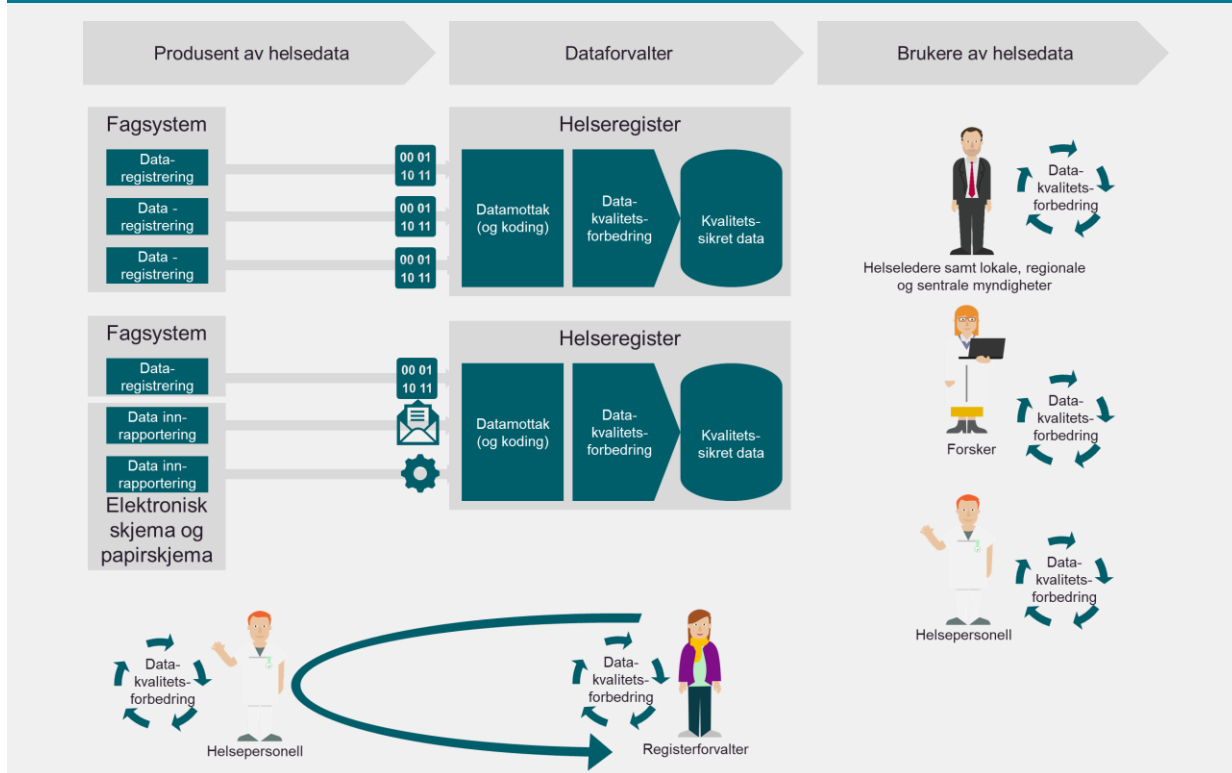 Produsent av helsedata
Dataforvalter
Brukere av helsedata
Fagsystem
Data-
registrering
Data -
registrering
Data -
registrering
00 01
10 11
00 01
10 11
00 01
10 11
Helseregister
Datamottak
(og koding)
Data-
kvalitets-
forbedring
Kvalitets-
sikret data
Data-
kvalitets-
forbedring
Helseledere samt lokale, regionale
og sentrale myndigheter
Fagsystem
Data-
registrering
Data inn-
rapportering
Data inn-
rapportering
Elektronisk
skjema og
papirskjema
00 01
10 11
Helseregister
Datamottak
(og koding)
Data-
kvalitets-
forbedring
Kvalitets-
sikret data
Data-
kvalitets-
forbedring
Forsker
Data-
kvalitets-
forbedring
Helsepersonell
Data-
kvalitets-
forbedring
Helsepersonell
Data-
kvalitets-
forbedring
Registerforvalter